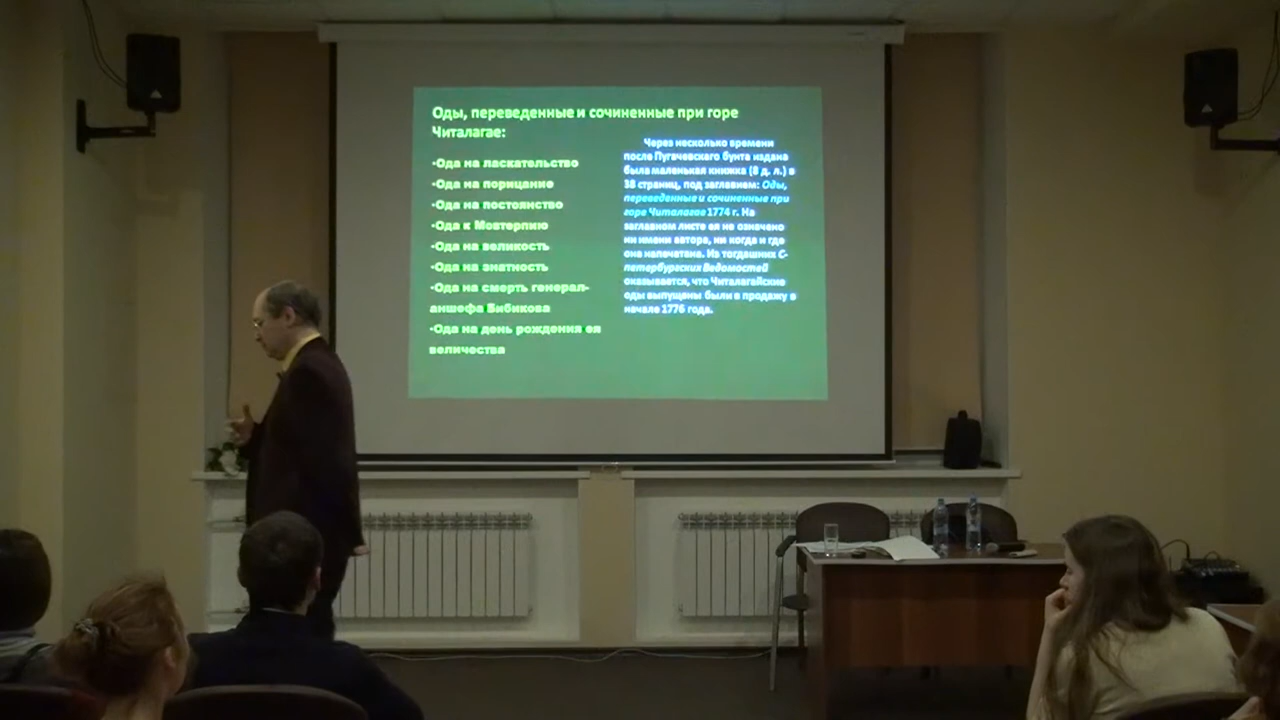 Оды, переведенные и сочиненные при горе
Читалагае:
•Ода на ласкательство
•Ода на порицание
•Ода на постоянство
•Ода к Мовтерпию
•Ода на великость
•Ода на знатность
•Ода на смерть генерал-
аншефа Бибикова
•Ода на день рождения ея
величества
Через несколько времени
после Пугачевскаго бунта издана
была маленькая книжка (8 д. л.) в
38 страниц, под заглавием: Оды,
переведенные и сочиненные при
горе Читалагае 1774 г. На
заглавном листе ея не означено
ни имени автора, ни когда и где
она напечатана. Из тогдашних С-
петербургских Ведомостей
оказывается, что Читалагайские
оды выпущены были в продажу в
начале 1776 года.